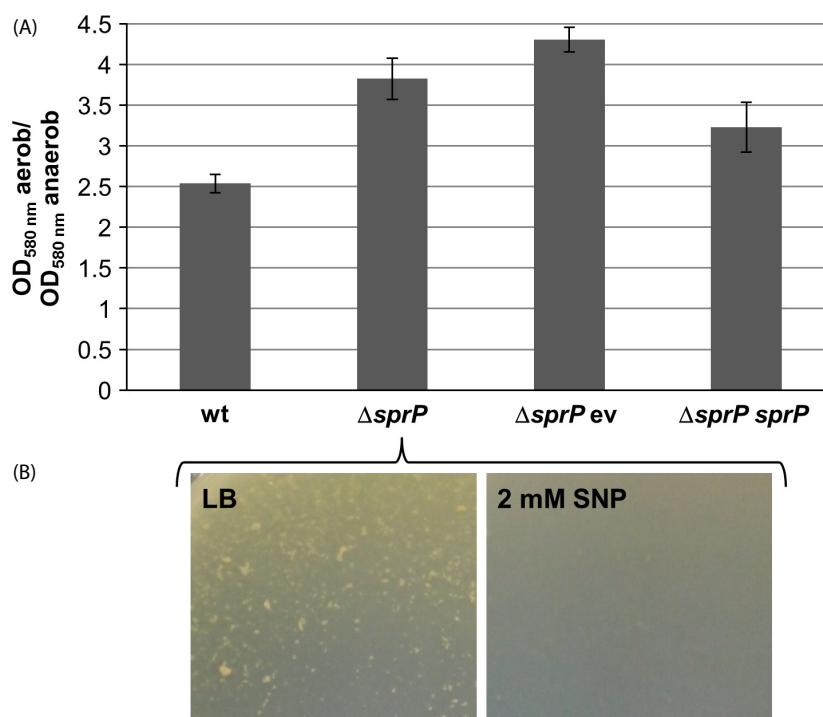 (A)
OD580 nm aerob/
OD580 nm anaerob
4.5
4
3.5
3
2.5
2
1.5
1
0.5
0
wt
ΔsprP
ΔsprP ev
ΔsprP sprP
(B)
LB
2 mM SNP